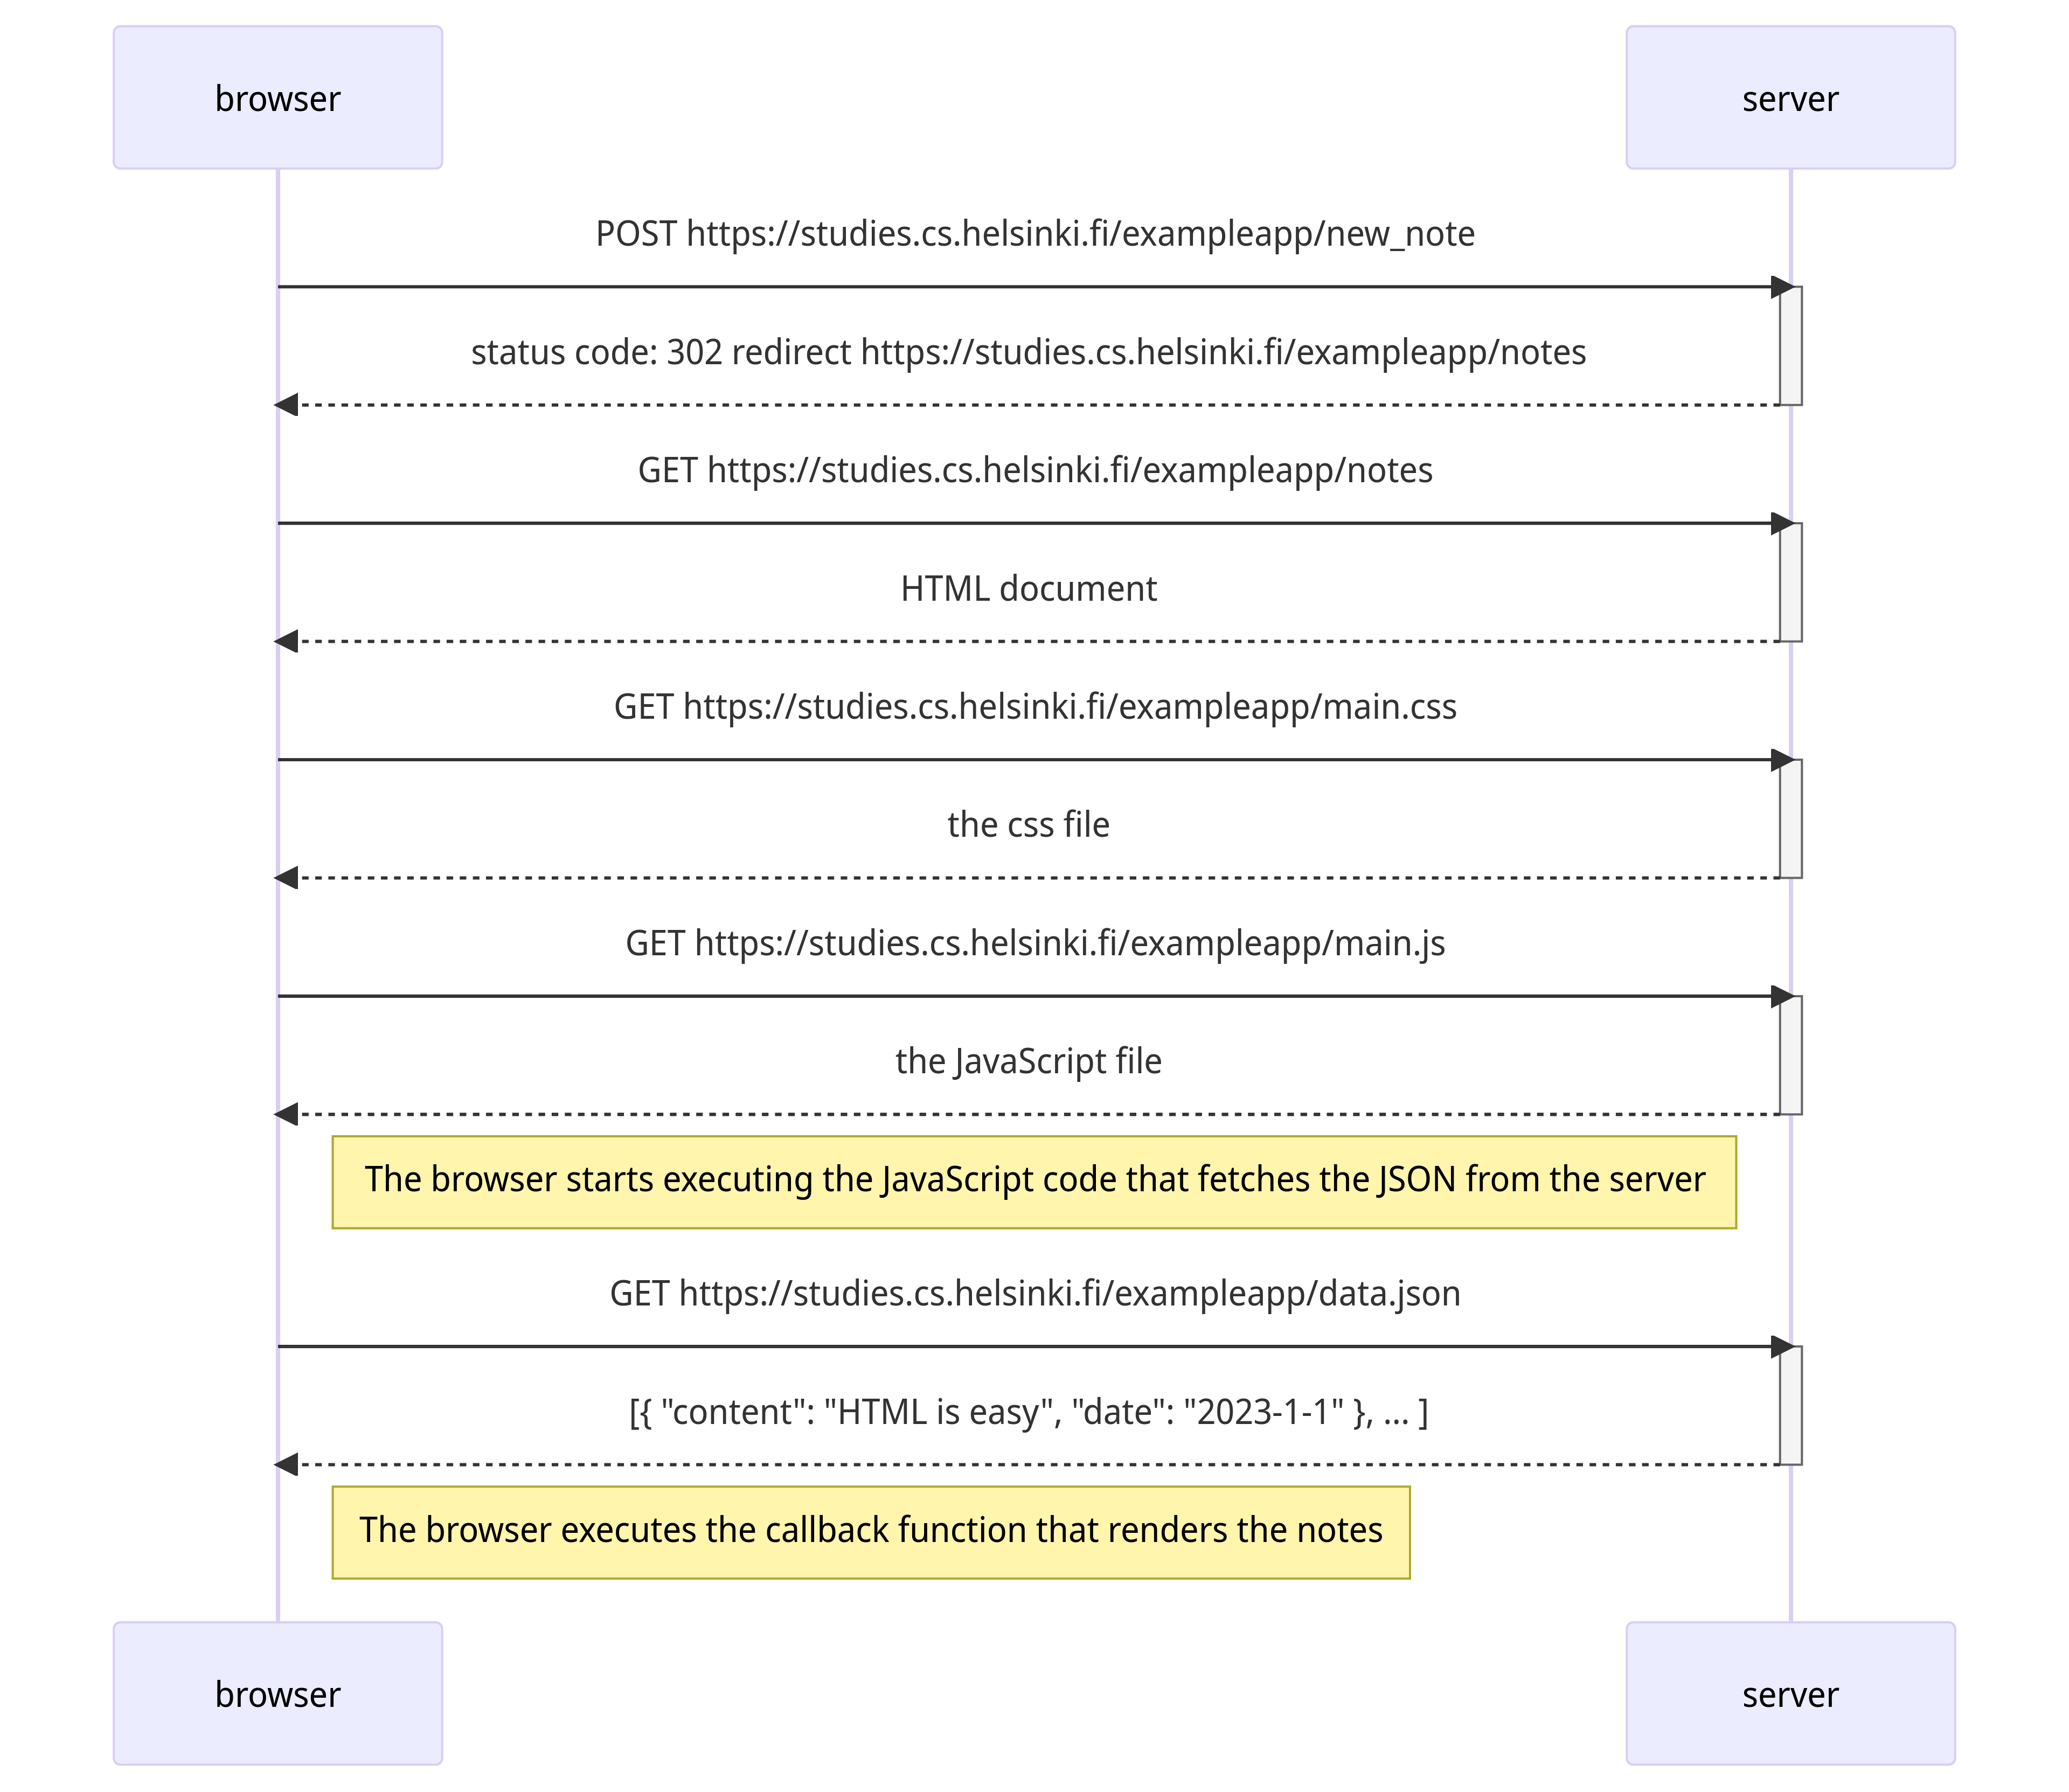 browser
server
POST https://studies.cs.helsinki.fi/exampleapp/new_note
status code: 302 redirect https://studies.cs.helsinki.fi/exampleapp/notes
GET https://studies.cs.helsinki.fi/exampleapp/notes
HTML document
GET https://studies.cs.helsinki.fi/exampleapp/main.css
the css file
GET https://studies.cs.helsinki.fi/exampleapp/main.js
the JavaScript file
The browser starts executing the JavaScript code that fetches the JSON from the server
GET https://studies.cs.helsinki.fi/exampleapp/data.json
[{ "content": "HTML is easy", "date": "2023-1-1" }, ... ]
The browser executes the callback function that renders the notes
browser
server